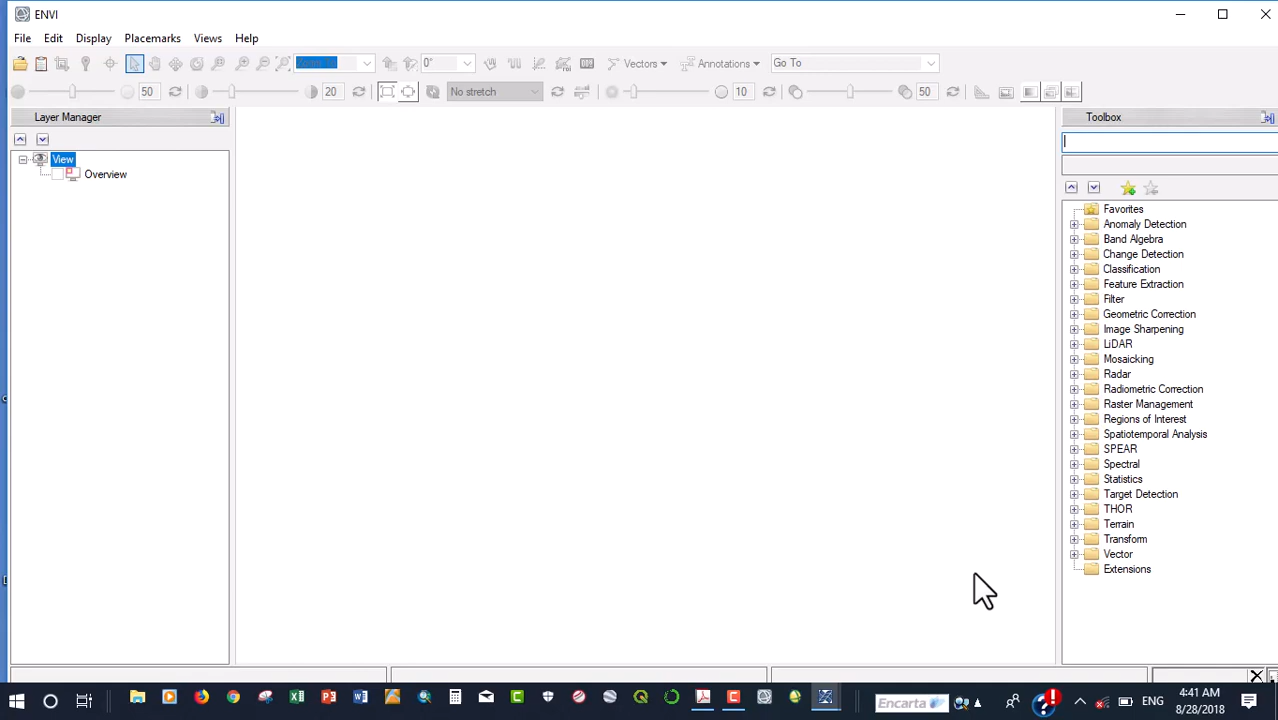 ENVI
File Edit Display Placemarks Views Help
0° Vectors Annotations Go To
50 20 No stretch 10 50
Layer Manager
View
Overview
Toolbox
Favorites
Anomaly Detection
Band Algebra
Change Detection
Classification
Feature Extraction
Filter
Geometric Correction
Image Sharpening
LiDAR
Mosaicking
Radar
Radiometric Correction
Raster Management
Regions of Interest
Spatiotemporal Analysis
SPEAR
Spectral
Statistics
Target Detection
THOR
Terrain
Transform
Vector
Extensions
Encarta
ENG
4:41 AM
8/28/2018